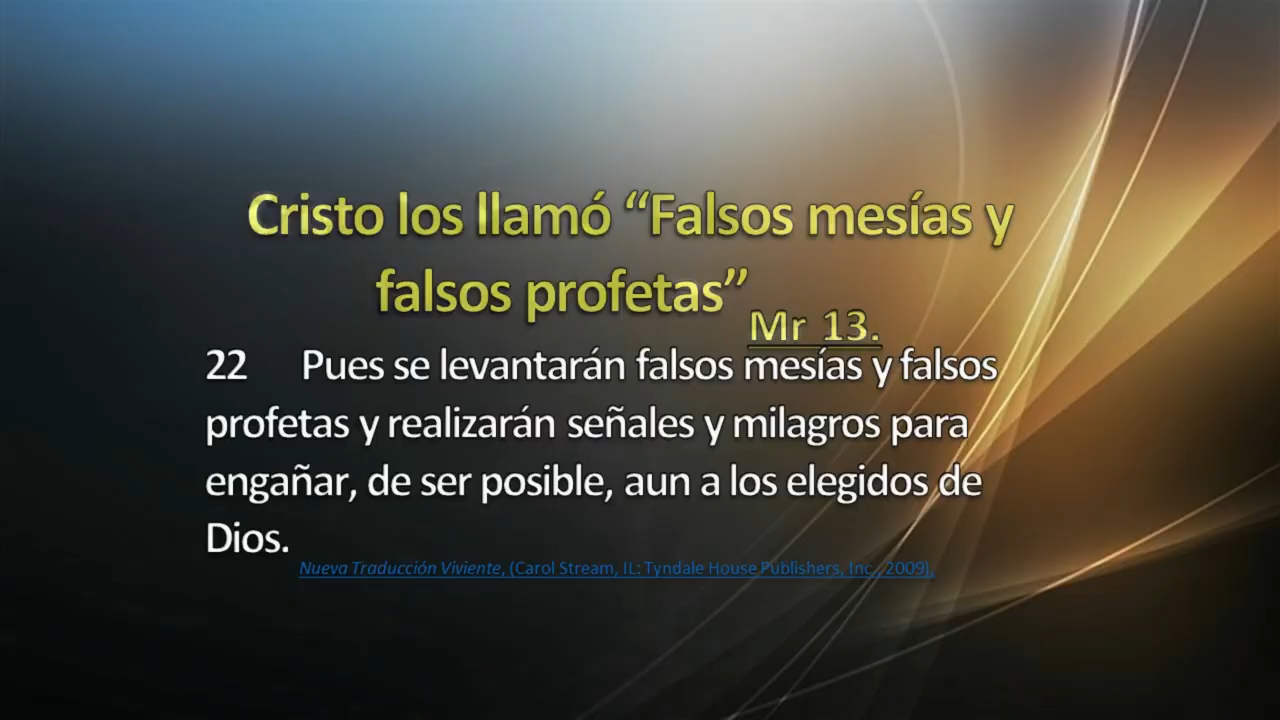 Cristo los llamó “Falsos mesías y
falsos profetas”
Mr 13.
22 Pues se levantarán falsos mesías y falsos
profetas y realizarán señales y milagros para
engañar, de ser posible, aun a los elegidos de
Dios.
Nueva Traducción Viviente, (Carol Stream, IL: Tyndale House Publishers, Inc., 2009),